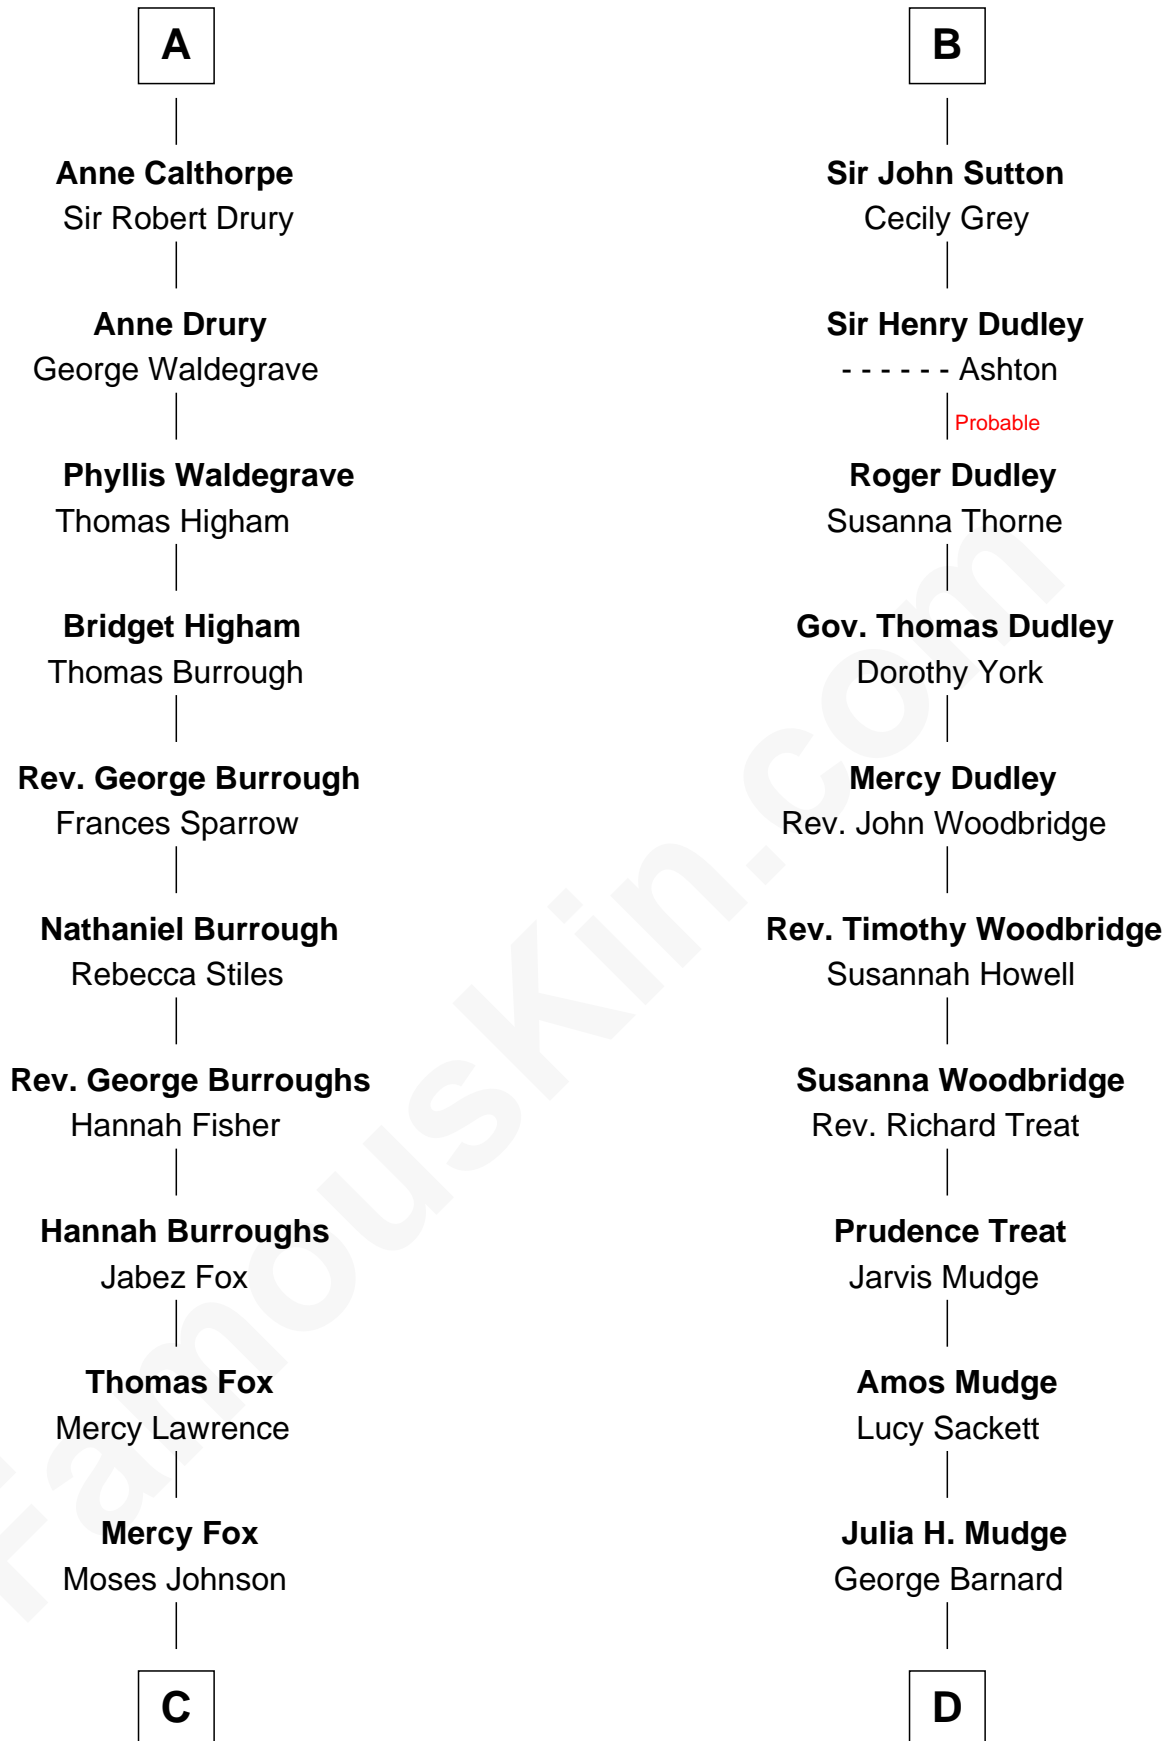 A
Anne Calthorpe
Sir Robert Drury
Anne Drury
George Waldegrave
Phyllis Waldegrave
Thomas Higham
Bridget Higham
Thomas Burrough
Rev. George Burrough
Frances Sparrow
Nathaniel Burrough
Rebecca Stiles
Rev. George Burroughs
Hannah Fisher
Hannah Burroughs
Jabez Fox
Thomas Fox
Mercy Lawrence
Mercy Fox
Moses Johnson
C
B
Sir John Sutton
Cecily Grey
Sir Henry Dudley
- - - - - - Ashton
Probable
Roger Dudley
Susanna Thorne
Gov. Thomas Dudley
Dorothy York
Mercy Dudley
Rev. John Woodbridge
Rev. Timothy Woodbridge
Susannah Howell
Susanna Woodbridge
Rev. Richard Treat
Prudence Treat
Jarvis Mudge
Amos Mudge
Lucy Sackett
Julia H. Mudge
George Barnard
D
FamousKin.com